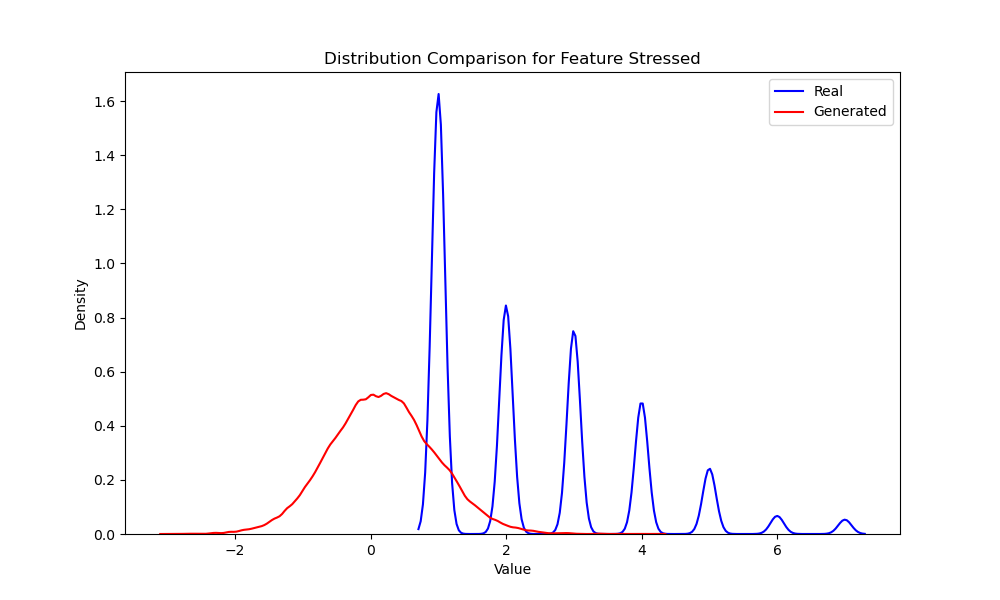 Distribution Comparison for Feature Stressed
Real
Generated
Density
1.6
1.4
1.2
1.0
0.8
0.6
0.4
0.2
0.0
−2
0
2
4
6
Value